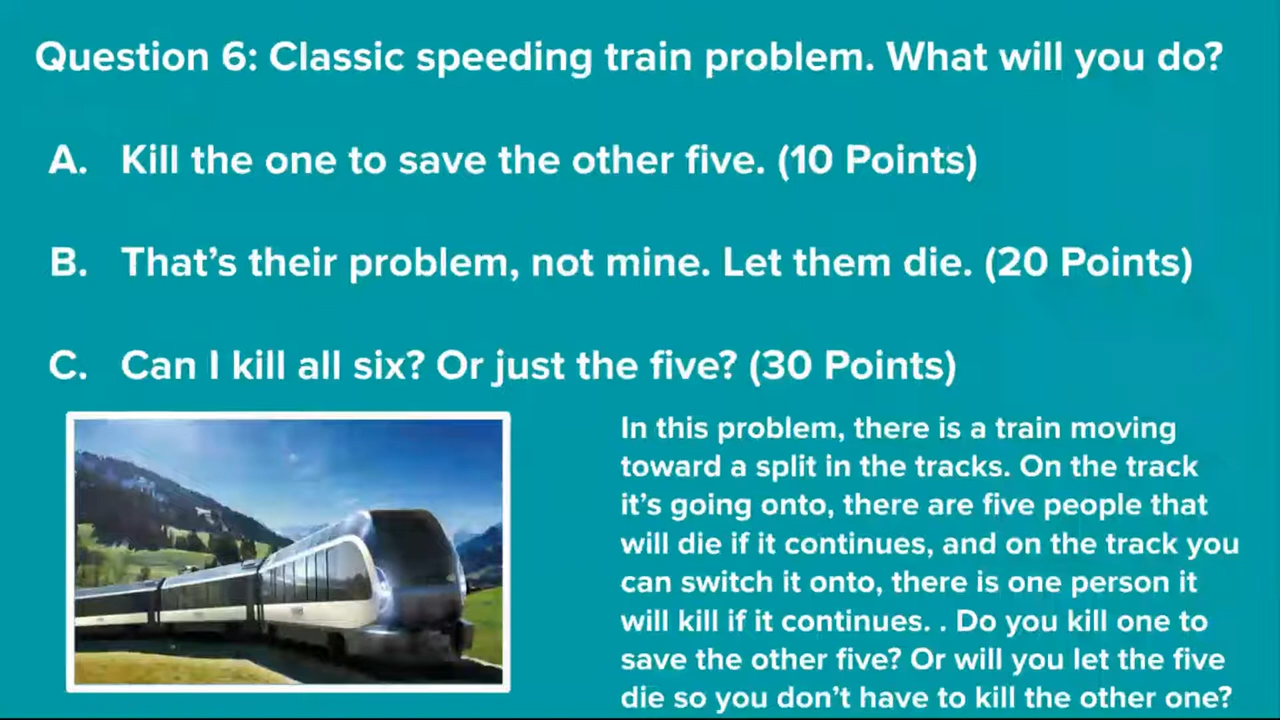 Question 6: Classic speeding train problem. What will you do?
A. Kill the one to save the other five. (10 Points)
B. That’s their problem, not mine. Let them die. (20 Points)
C. Can I kill all six? Or just the five? (30 Points)
In this problem, there is a train moving
toward a split in the tracks. On the track
it’s going onto, there are five people that
will die if it continues, and on the track you
can switch it onto, there is one person it
will kill if it continues. . Do you kill one to
save the other five? Or will you let the five
die so you don’t have to kill the other one?